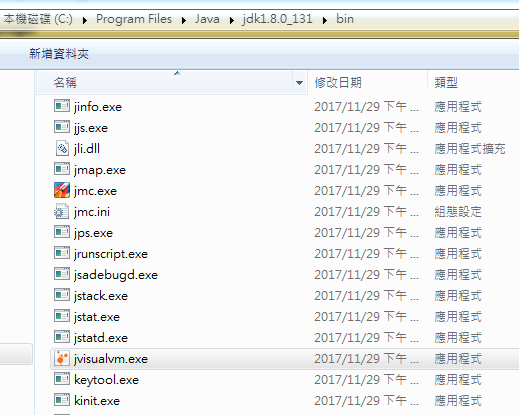 本機磁碟 (C:) ▸ Program Files ▸ Java ▸ jdk1.8.0_131 ▸ bin
新增資料夾
名稱 修改日期 類型
jinfo.exe 2017/11/29 下午 ... 應用程式
jjs.exe 2017/11/29 下午 ... 應用程式
jli.dll 2017/11/29 下午 ... 應用程式擴充
jmap.exe 2017/11/29 下午 ... 應用程式
jmc.exe 2017/11/29 下午 ... 應用程式
jmc.ini 2017/11/29 下午 ... 組態設定
jps.exe 2017/11/29 下午 ... 應用程式
jrunscript.exe 2017/11/29 下午 ... 應用程式
jsadebugd.exe 2017/11/29 下午 ... 應用程式
jstack.exe 2017/11/29 下午 ... 應用程式
jstat.exe 2017/11/29 下午 ... 應用程式
jstatd.exe 2017/11/29 下午 ... 應用程式
jvisualvm.exe 2017/11/29 下午 ... 應用程式
keytool.exe 2017/11/29 下午 ... 應用程式
kinit.exe 2017/11/29 下午 ... 應用程式